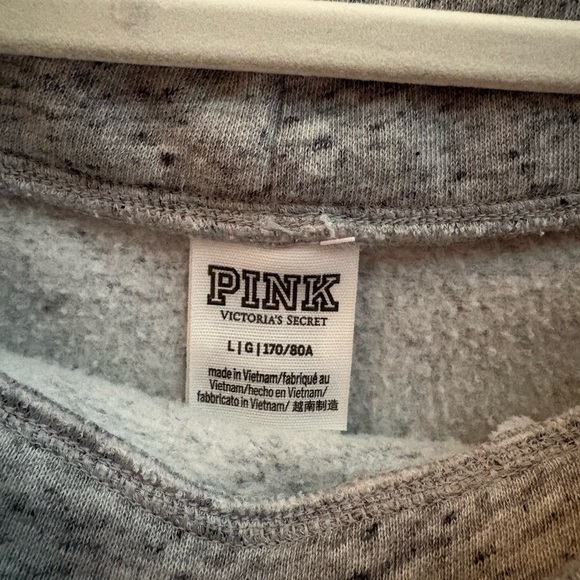 PINK
VICTORIA'S SECRET
L|G|170/80A
made in Vietnam/fabriqué au
Vietnam/hecho en Vietnam/
fabbricato in Vietnam/ 越南制造